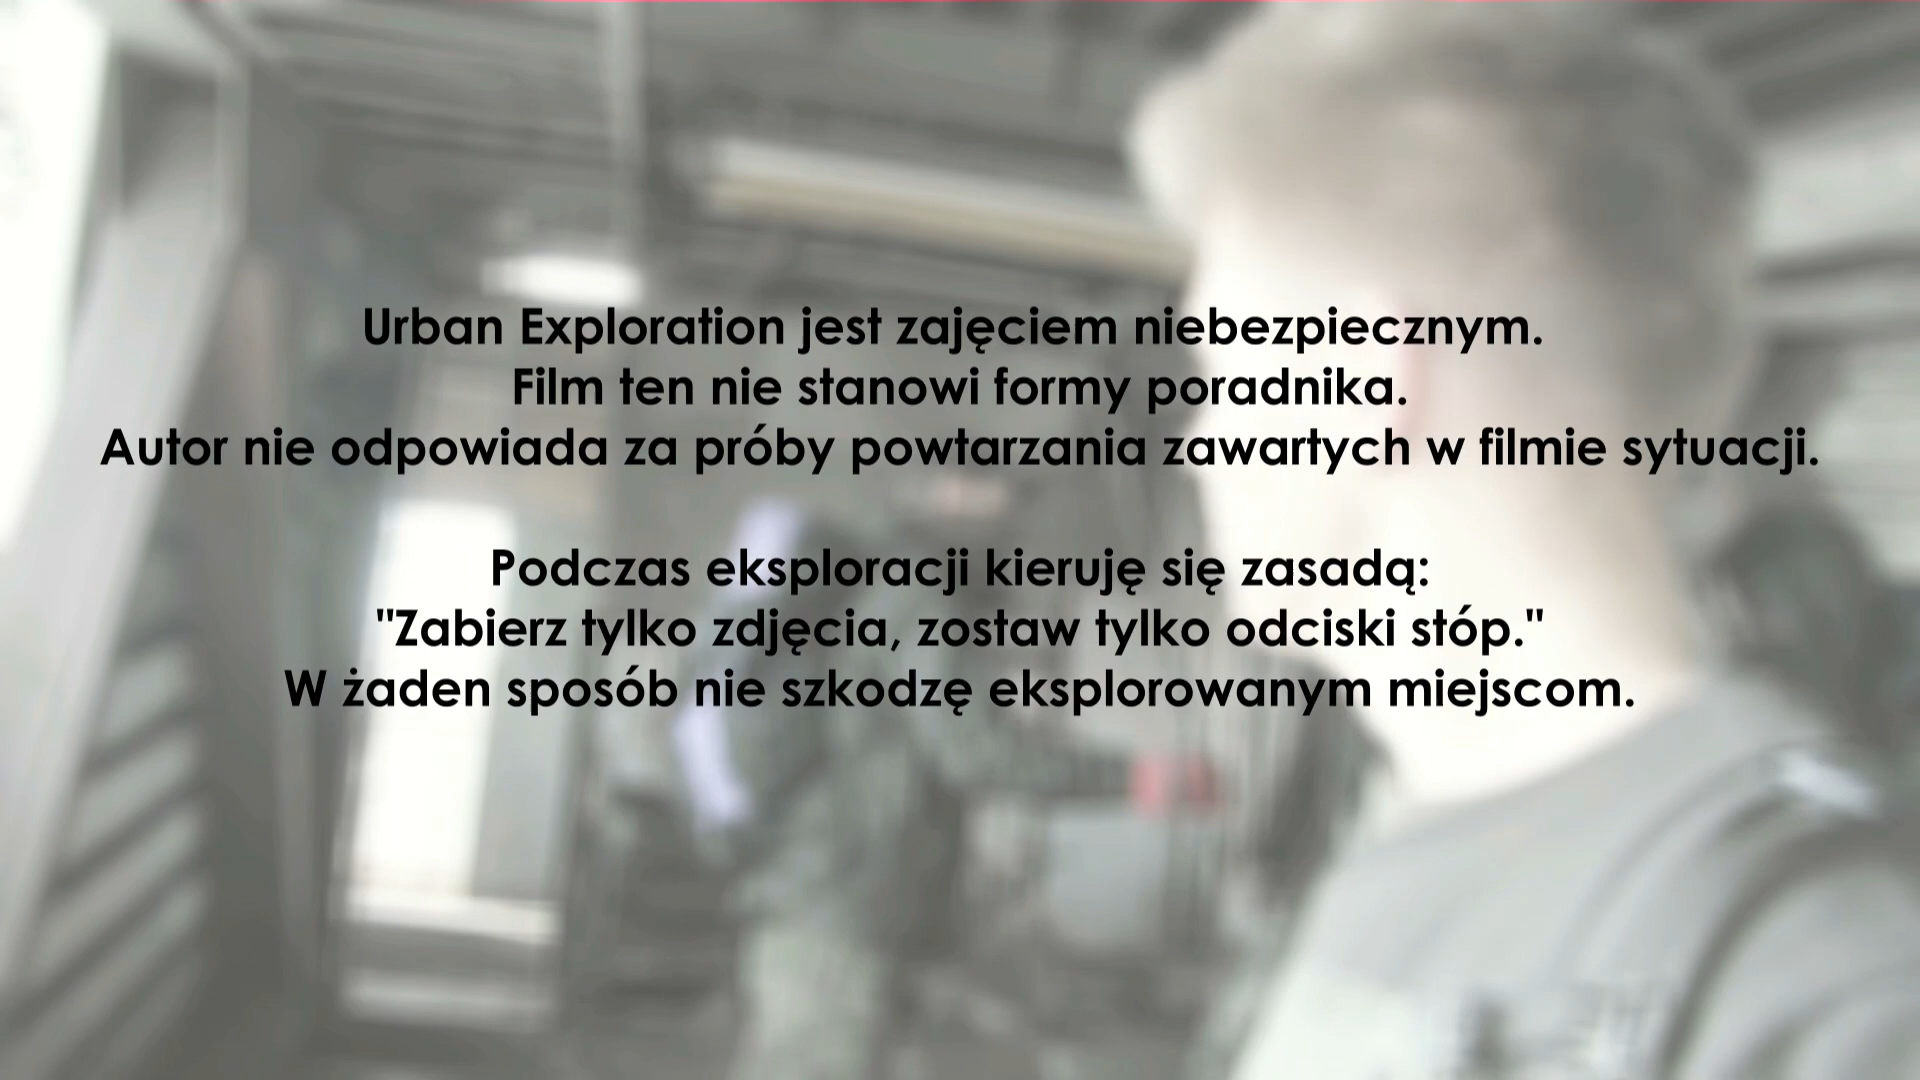 Urban Exploration jest zajęciem niebezpiecznym.
Film ten nie stanowi formy poradnika.
Autor nie odpowiada za próby powtarzania zawartych w filmie sytuacji.
Podczas eksploracji kieruję się zasadą:
"Zabierz tylko zdjęcia, zostaw tylko odciski stóp."
W żaden sposób nie szkodzę eksplorowanym miejscom.